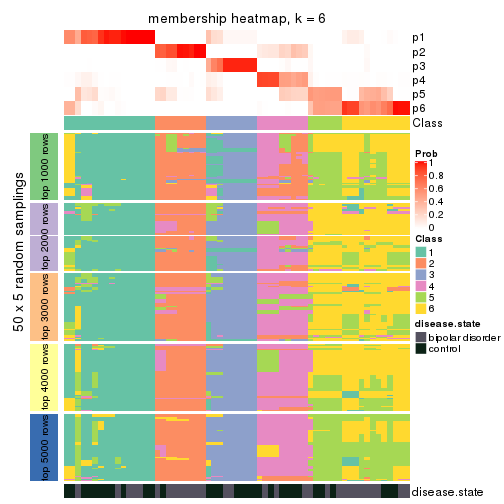 membership heatmap, k = 6
p1
p2
p3
p4
p5
p6
Class
50 x 5 random samplings
top 1000 rows
top 2000 rows
top 3000 rows
top 4000 rows
top 5000 rows
Prob
1
0.8
0.6
0.4
0.2
0
Class
1
2
3
4
5
6
disease.state
bipolar disorder
control
disease.state